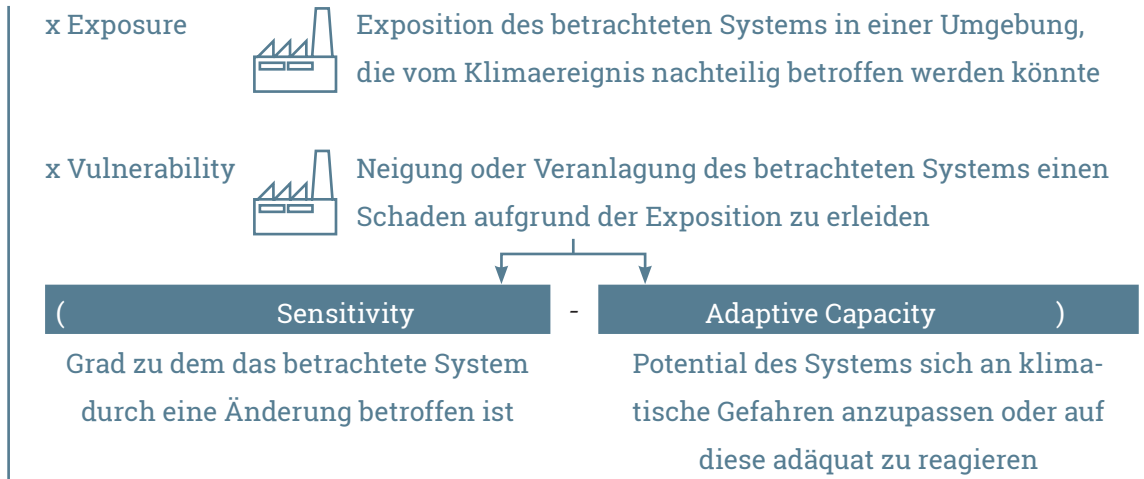 x Exposure
Exposition des betrachteten Systems in einer Umgebung,
die vom Klimaereignis nachteilig betroffen werden könnte
x Vulnerability
Neigung oder Veranlagung des betrachteten Systems einen
Schaden aufgrund der Exposition zu erleiden
( Sensitivity - Adaptive Capacity )
Grad zu dem das betrachtete System
durch eine Änderung betroffen ist
Potential des Systems sich an klima-
tische Gefahren anzupassen oder auf
diese adäquat zu reagieren